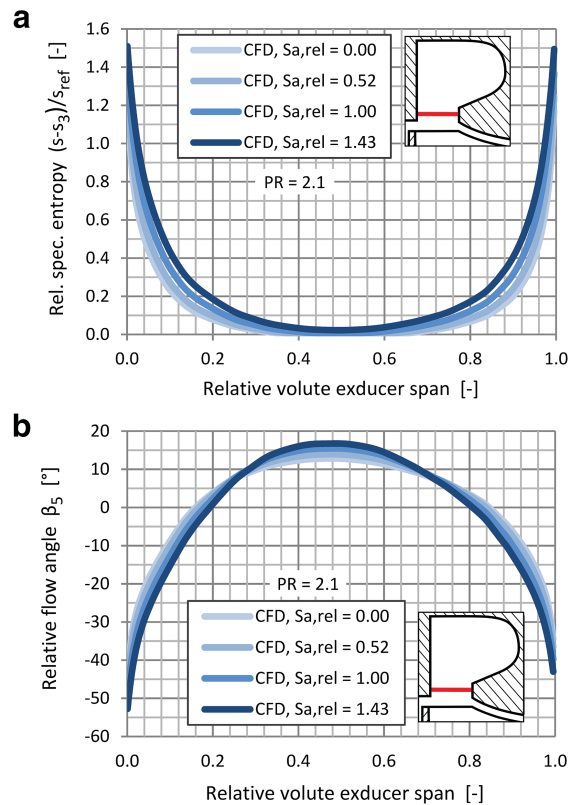 a
Rel. spec. entropy (s-s3)/sref [-]
1.6
1.4
1.2
1.0
0.8
0.6
0.4
0.2
0.0
CFD, Sa,rel = 0.00
CFD, Sa,rel = 0.52
CFD, Sa,rel = 1.00
CFD, Sa,rel = 1.43
PR = 2.1
0.0 0.2 0.4 0.6 0.8 1.0
Relative volute exducer span [-]
b
Relative flow angle β5 [°]
20
10
0
-10
-20
-30
-40
-50
-60
PR = 2.1
CFD, Sa,rel = 0.00
CFD, Sa,rel = 0.52
CFD, Sa,rel = 1.00
CFD, Sa,rel = 1.43
0.0 0.2 0.4 0.6 0.8 1.0
Relative volute exducer span [-]